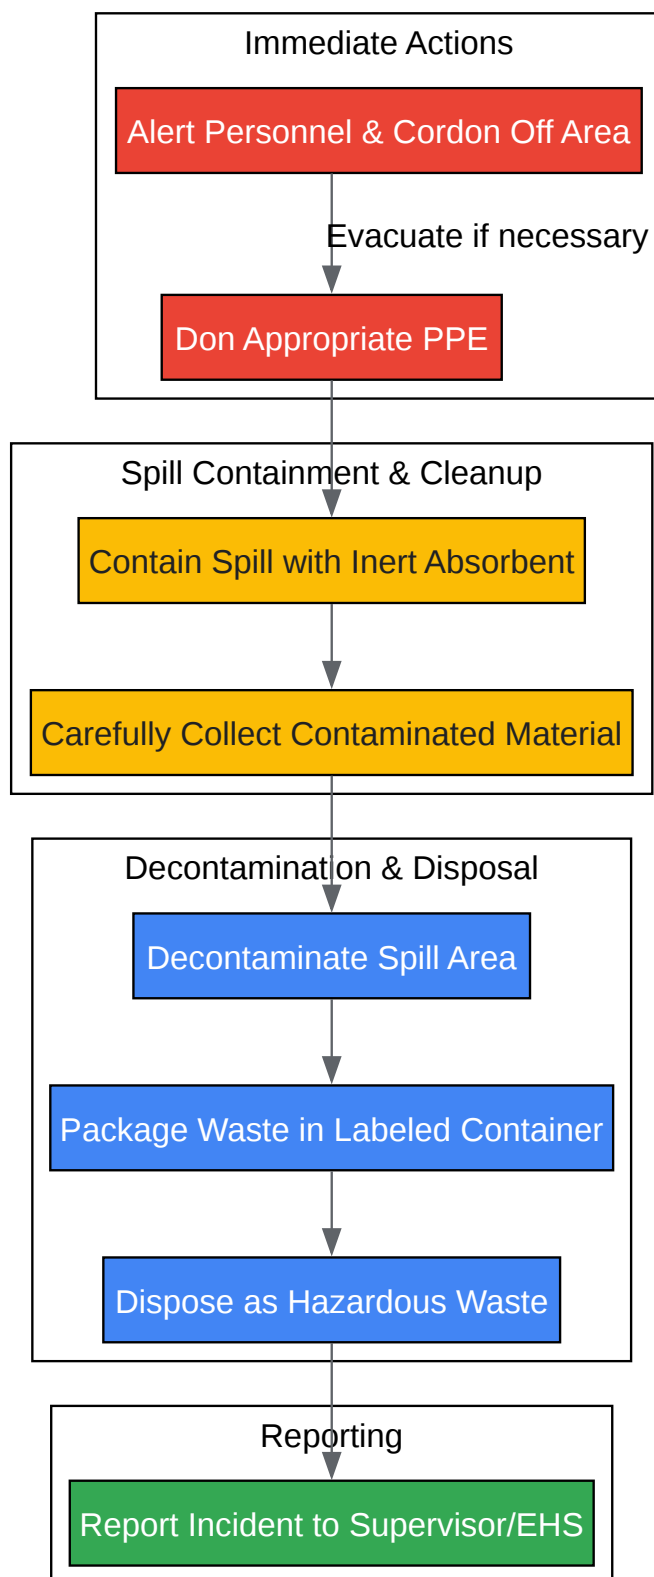 Immediate Actions
Alert Personnel & Cordon Off Area
Evacuate if necessary
Don Appropriate PPE
Spill Containment & Cleanup
Contain Spill with Inert Absorbent
Carefully Collect Contaminated Material
Decontamination & Disposal
Decontaminate Spill Area
Package Waste in Labeled Container
Dispose as Hazardous Waste
Reporting
Report Incident to Supervisor/EHS